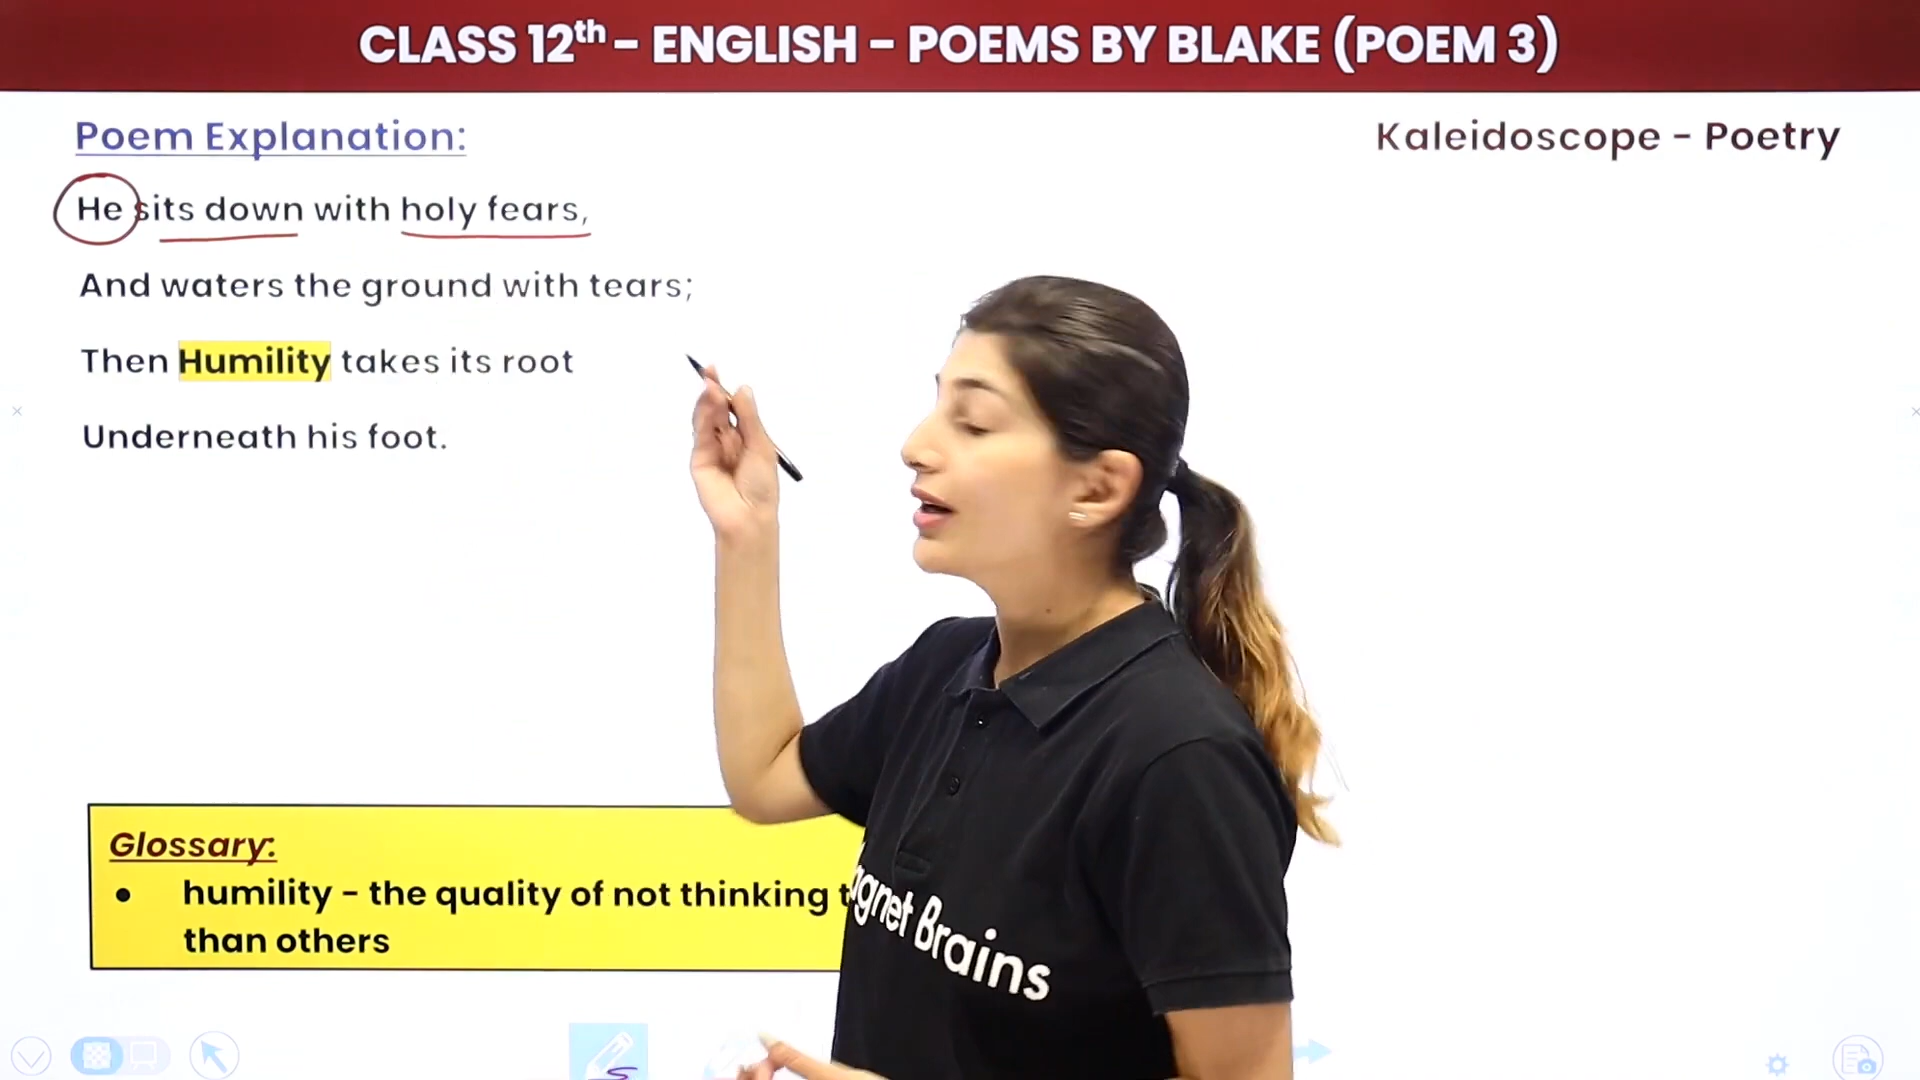 CLASS 12th - ENGLISH - POEMS BY BLAKE (POEM 3)
Poem Explanation:
Kaleidoscope - Poetry
He sits down with holy fears,
And waters the ground with tears;
Then Humility takes its root
Underneath his foot.
Glossary:
• humility - the quality of not thinking
than others
gnet Brains